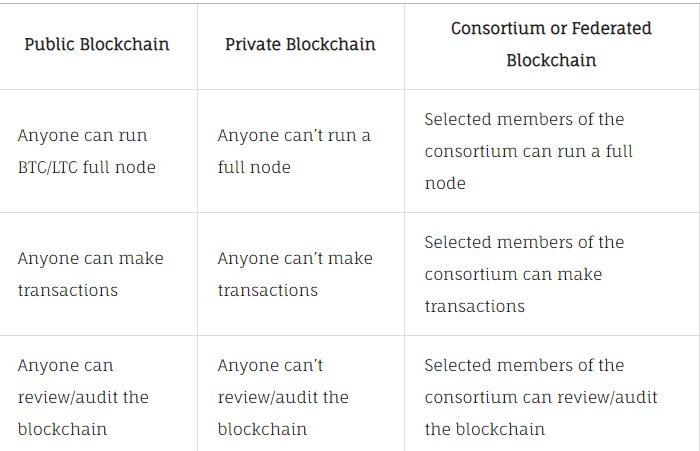 Public Blockchain
Private Blockchain
Consortium or Federated
Blockchain
Anyone can run
BTC/LTC full node
Anyone can’t run a
full node
Selected members of the
consortium can run a full
node
Anyone can make
transactions
Anyone can’t make
transactions
Selected members of the
consortium can make
transactions
Anyone can
review/audit the
blockchain
Anyone can’t
review/audit the
blockchain
Selected members of the
consortium can review/audit
the blockchain